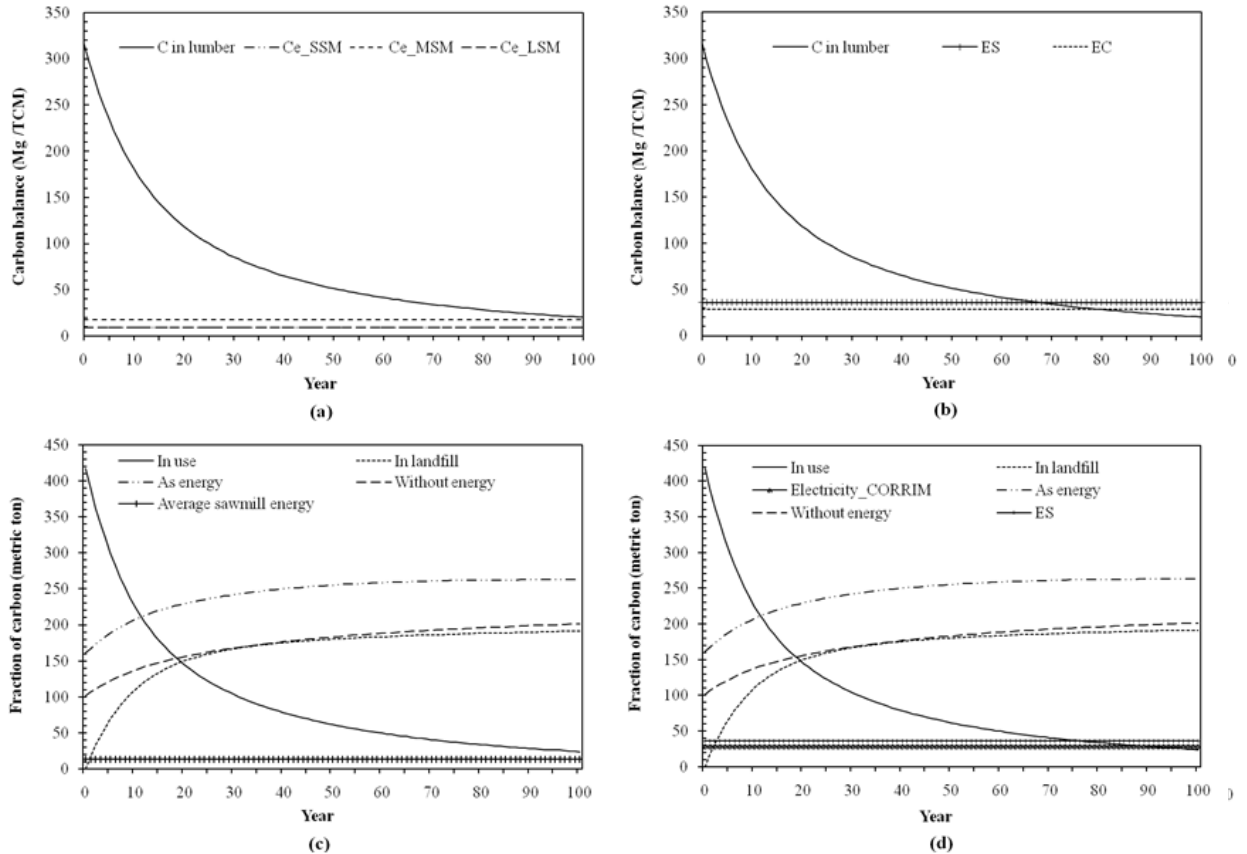 350
300
250
200
150
100
50
0
C in lumber Ce_SSM Ce_MSM Ce_LSM
Carbon balance (Mg /TCM)
0 10 20 30 40 50 60 70 80 90 100
Year
(a)
350
300
250
200
150
100
50
0
C in lumber ES EC
Carbon balance (Mg /TCM)
0 10 20 30 40 50 60 70 80 90 100 0
Year
(b)
450
400
350
300
250
200
150
100
50
0
In use In landfill
As energy Without energy
Average sawmill energy
Fraction of carbon (metric ton)
0 10 20 30 40 50 60 70 80 90 100
Year
(c)
450
400
350
300
250
200
150
100
50
0
In use In landfill
Electricity_CORRIM As energy
Without energy ES
Fraction of carbon (metric ton)
0 10 20 30 40 50 60 70 80 90 100 0
Year
(d)